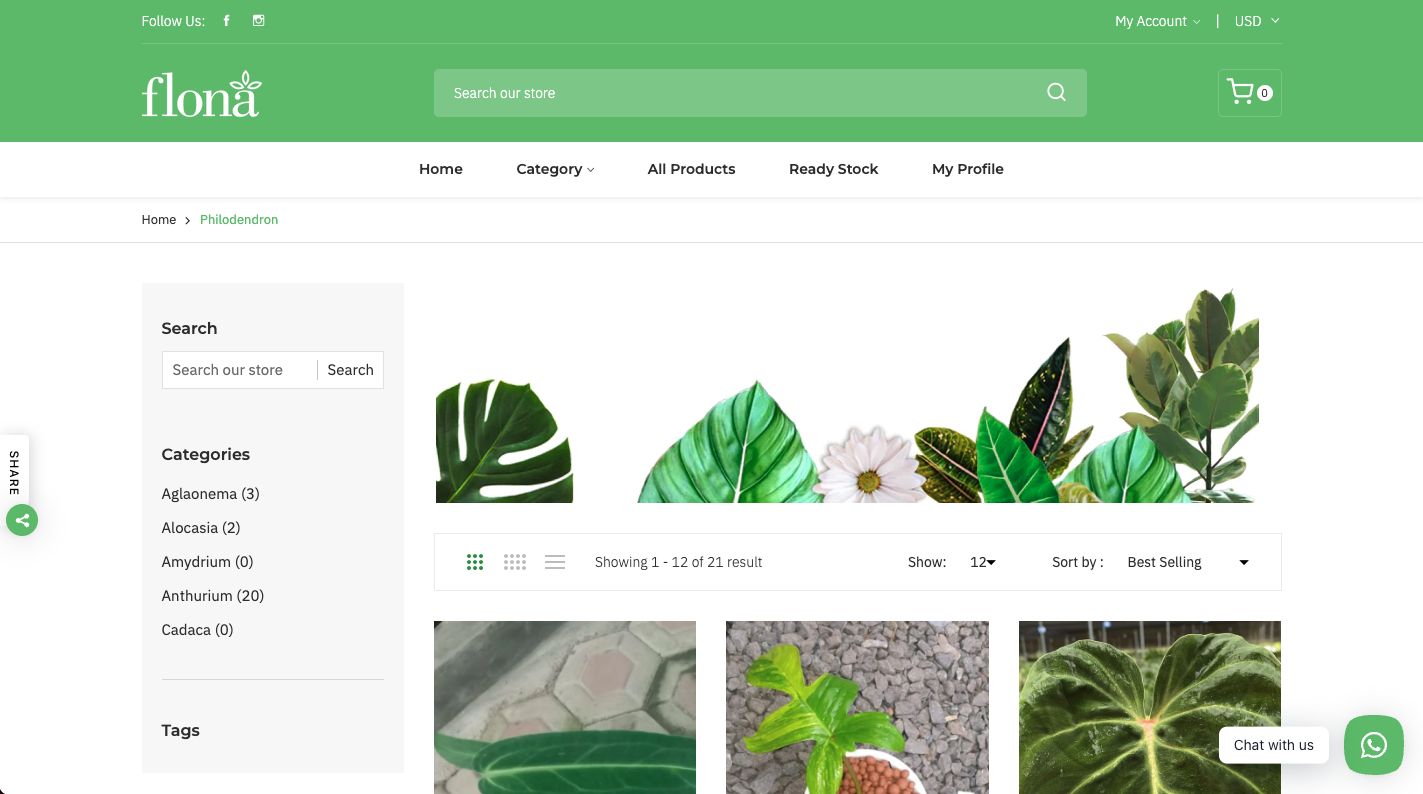 Follow Us:
My Account | USD
flona
Search our store
0
Home Category All Products Ready Stock My Profile
Home > Philodendron
Search
Search our store Search
Categories
Aglaonema (3)
Alocasia (2)
Amydrium (0)
Anthurium (20)
Cadaca (0)
Tags
SHARE
Showing 1 - 12 of 21 result Show: 12 Sort by : Best Selling
Chat with us